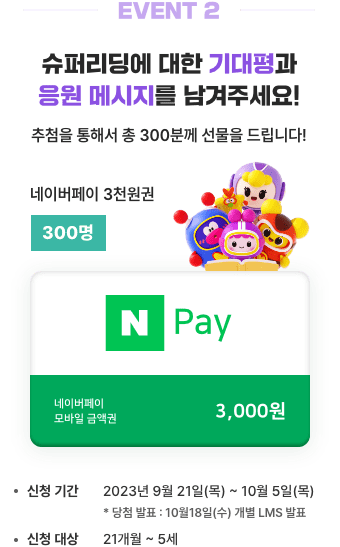 EVENT 2
슈퍼리딩에 대한 기대평과
응원 메시지를 남겨주세요!
추첨을 통해서 총 300분께 선물을 드립니다!
네이버페이 3천원권
300명
N Pay
네이버페이
모바일 금액권
3,000원
• 신청 기간 2023년 9월 21일(목) ~ 10월 5일(목)
* 당첨 발표 : 10월18일(수) 개별 LMS 발표
• 신청 대상 21개월 ~ 5세